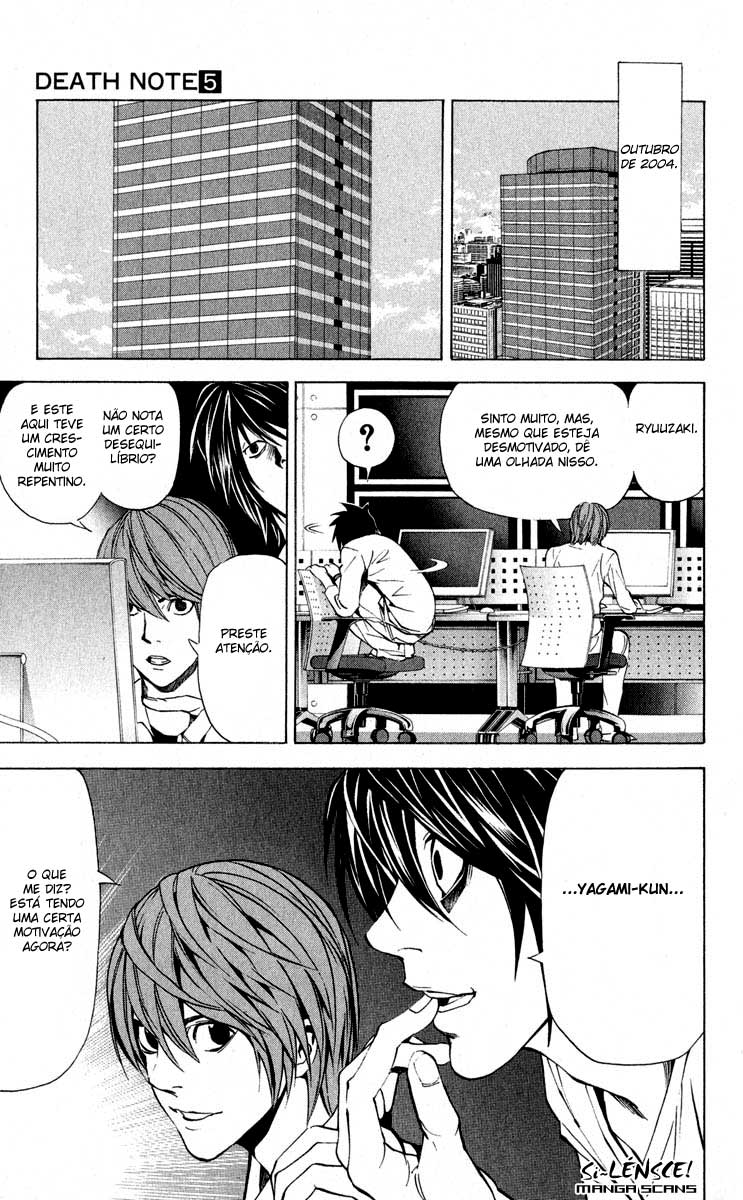 DEATH NOTE 5
OUTUBRO
DE 2004.
RYUUZAKI.
SINTO MUITO, MAS,
MESMO QUE ESTEJA
DESMOTIVADO, DÊ
UMA OLHADA NISSO.
?
PRESTE
ATENÇÃO.
NÃO NOTA
UM CERTO
DESEQUI-
LÍBRIO?
E ESTE
AQUI TEVE
UM CRES-
CIMENTO
MUITO
REPENTINO.
...YAGAMI-KUN...
O QUE
ME DIZ?
ESTÁ TENDO
UMA CERTA
MOTIVAÇÃO
AGORA?
Si-LÉNSCE!
MANGA SCANS